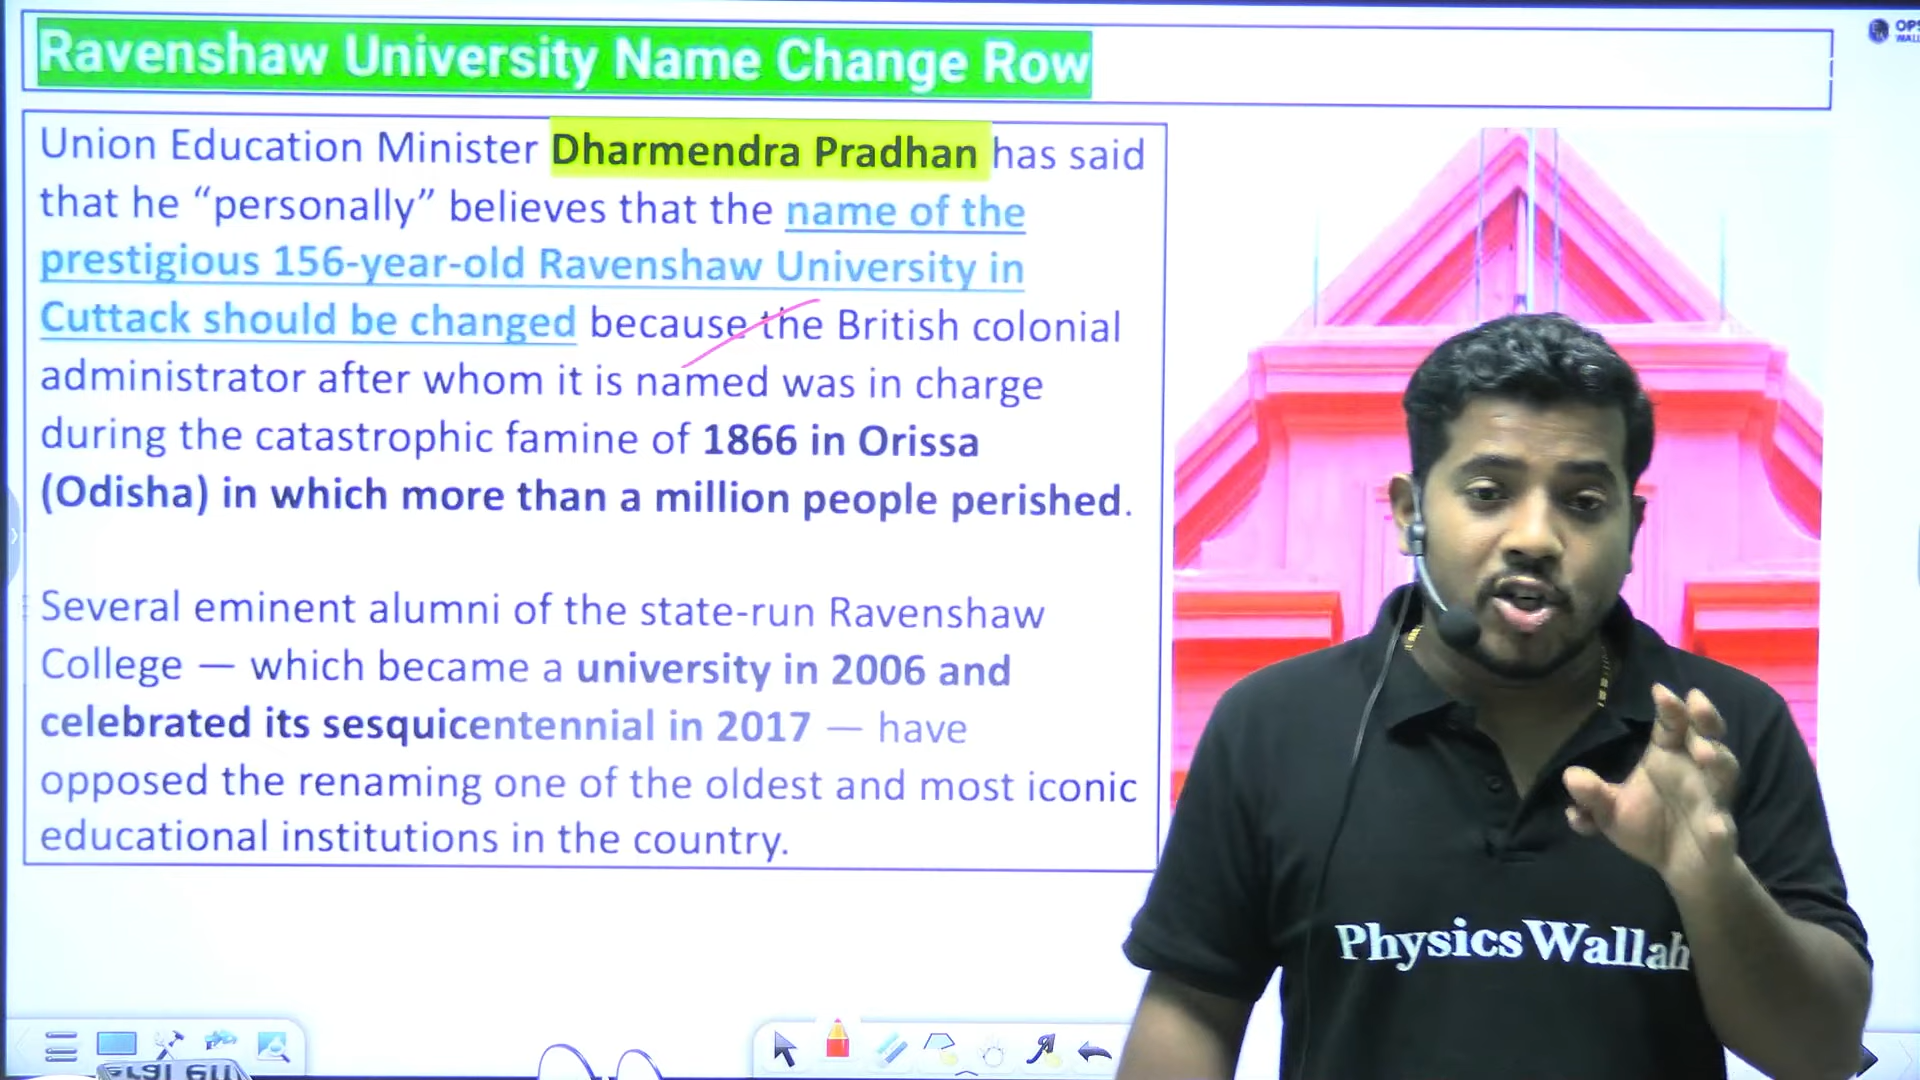 Ravenshaw University Name Change Row
Union Education Minister Dharmendra Pradhan has said
that he “personally” believes that the name of the
prestigious 156-year-old Ravenshaw University in
Cuttack should be changed because the British colonial
administrator after whom it is named was in charge
during the catastrophic famine of 1866 in Orissa
(Odisha) in which more than a million people perished.
Several eminent alumni of the state-run Ravenshaw
College — which became a university in 2006 and
celebrated its sesquicentennial in 2017 — have
opposed the renaming one of the oldest and most iconic
educational institutions in the country.
PhysicsWallah